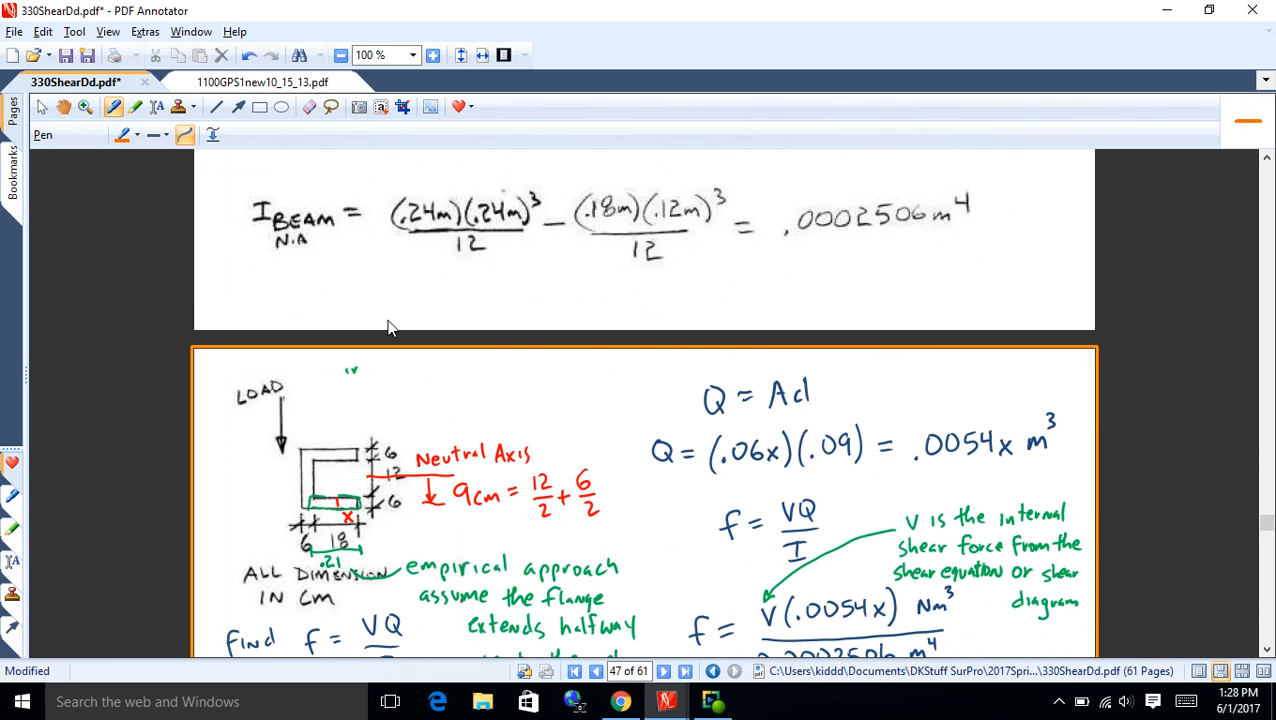 330ShearDd.pdf* - PDF Annotator
File Edit Tool View Extras Window Help
100 %
330ShearDd.pdf* 1100GPS1new10_15_13.pdf
Pen
Pages
Bookmarks
I BEAM N.A = (.24m)(.24m)³ / 12 − (.18m)(.12m)³ / 12 = .0002506 m⁴
LOAD
6
12
6
6 18
.21
x
ALL DIMENSION
IN CM
Neutral Axis
9cm = 12/2 + 6/2
empirical approach
assume the flange
extends halfway
find f = VQ
Q = Ad
Q = (.06x)(.09) = .0054x m³
f = VQ / I
V is the internal
shear force from the
shear equation or shear
diagram
f = V(.0054x) Nm³
Modified
47 of 61
C:\Users\kiddd\Documents\DKStuff SurPro\2017Spri...\330ShearDd.pdf (61 Pages)
Search the web and Windows
1:28 PM
6/1/2017